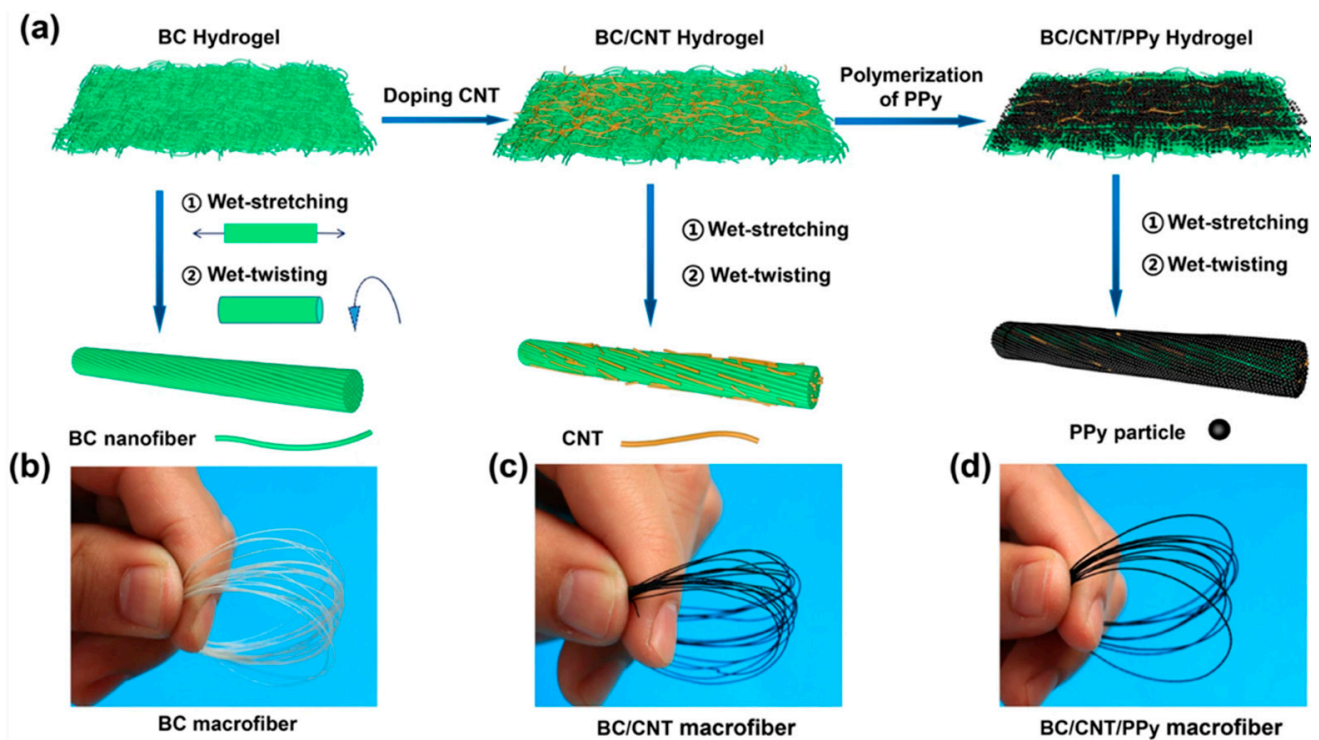 (a)
BC Hydrogel
BC/CNT Hydrogel
BC/CNT/PPy Hydrogel
Doping CNT
Polymerization
of PPy
① Wet-stretching
② Wet-twisting
① Wet-stretching
② Wet-twisting
① Wet-stretching
② Wet-twisting
BC nanofiber
CNT
PPy particle
(b)
(c)
(d)
BC macrofiber
BC/CNT macrofiber
BC/CNT/PPy macrofiber